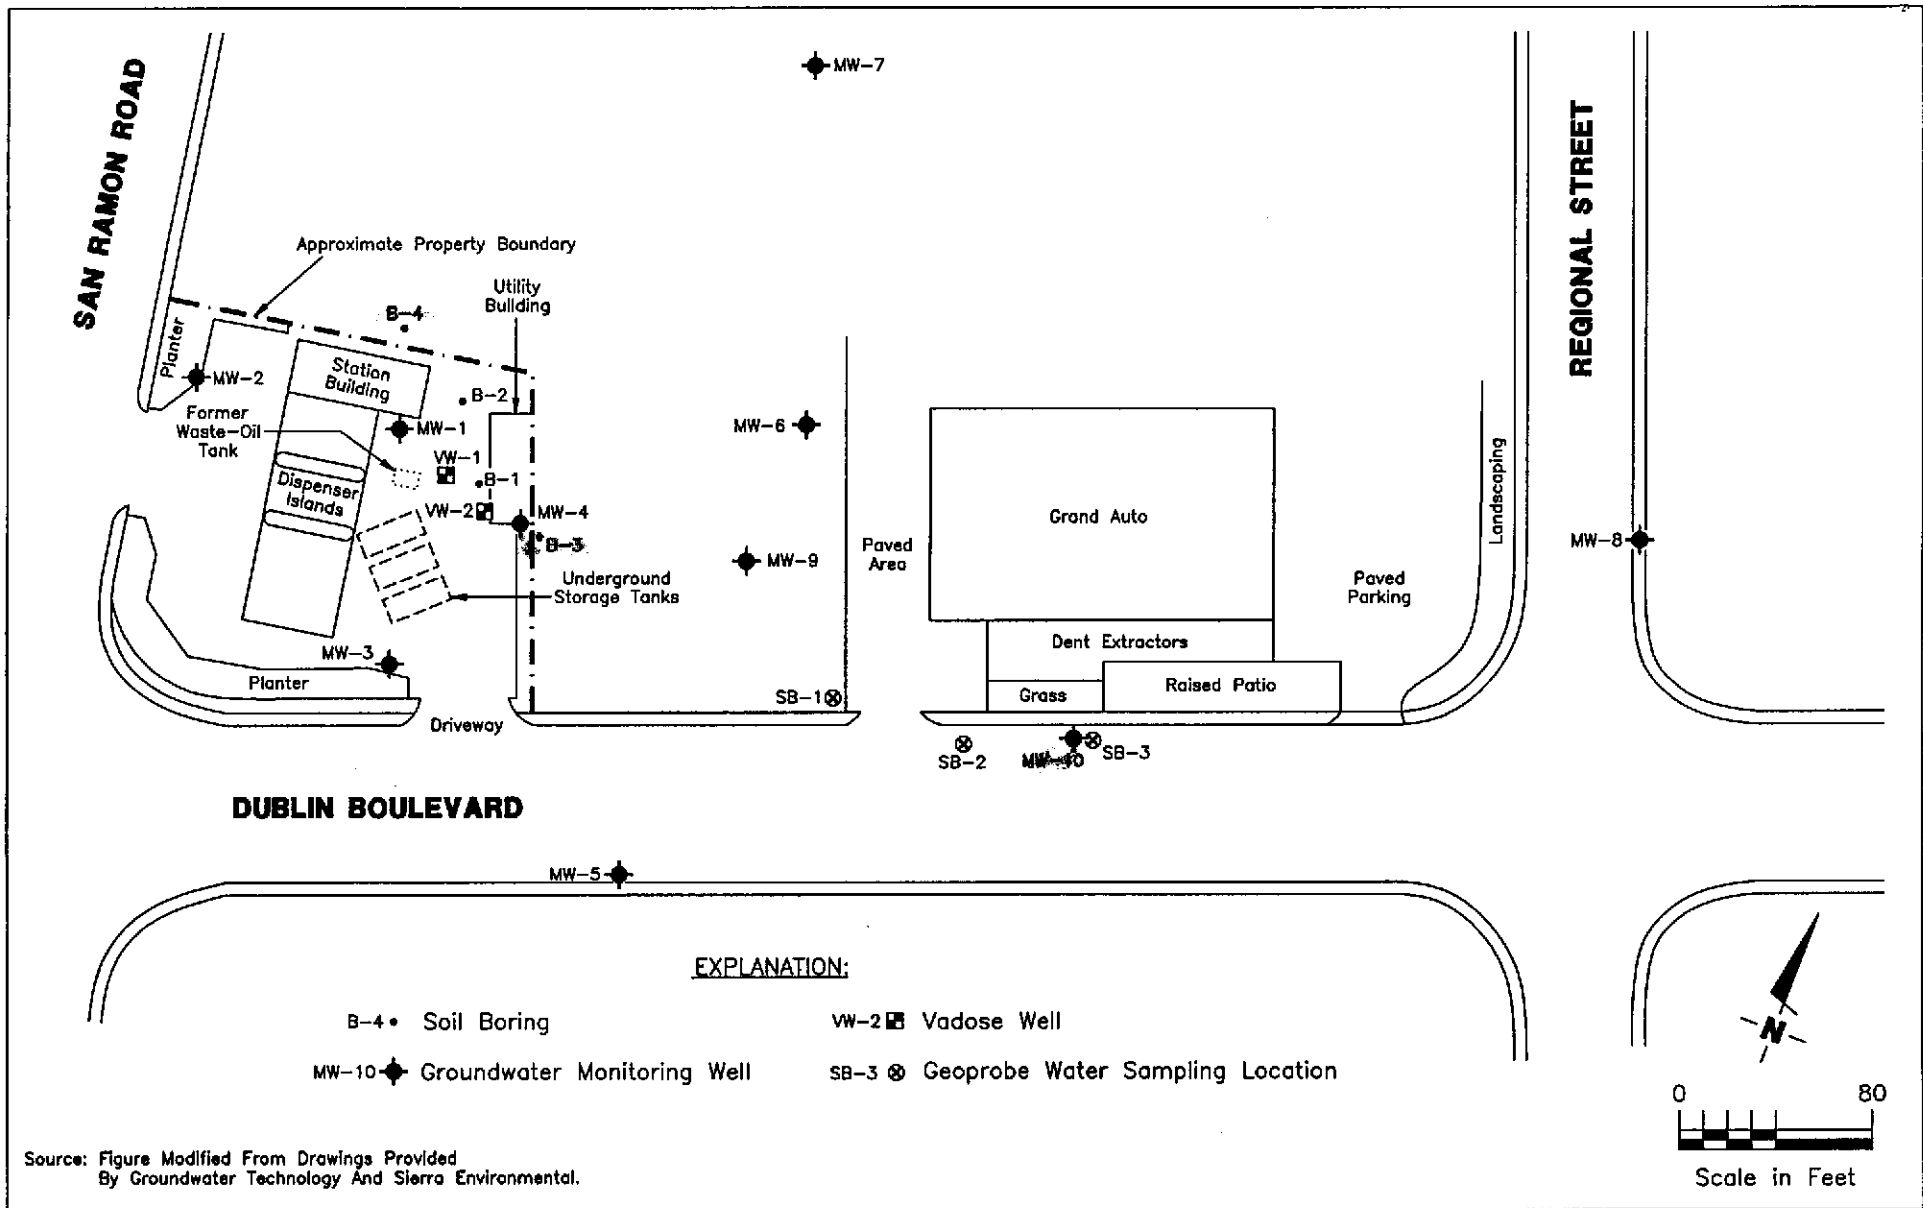 SAN RAMON ROAD
MW-7
REGIONAL STREET
Approximate Property Boundary
Utility
Building
B-4
Planter
MW-2
Station
Building
B-2
Former
Waste-Oil
Tank
MW-1
MW-6
VW-1
B-1
Dispenser
Islands
VW-2
MW-4
B-3
MW-9
Paved
Area
Grand Auto
Landscaping
MW-8
Underground
Storage Tanks
Paved
Parking
MW-3
Dent Extractors
Planter
SB-1
Grass
Raised Patio
Driveway
SB-2
MW-10
SB-3
DUBLIN BOULEVARD
MW-5
EXPLANATION:
B-4 Soil Boring
VW-2 Vadose Well
MW-10 Groundwater Monitoring Well
SB-3 Geoprobe Water Sampling Location
N
0 80
Scale in Feet
Source: Figure Modified From Drawings Provided
By Groundwater Technology And Sierra Environmental.